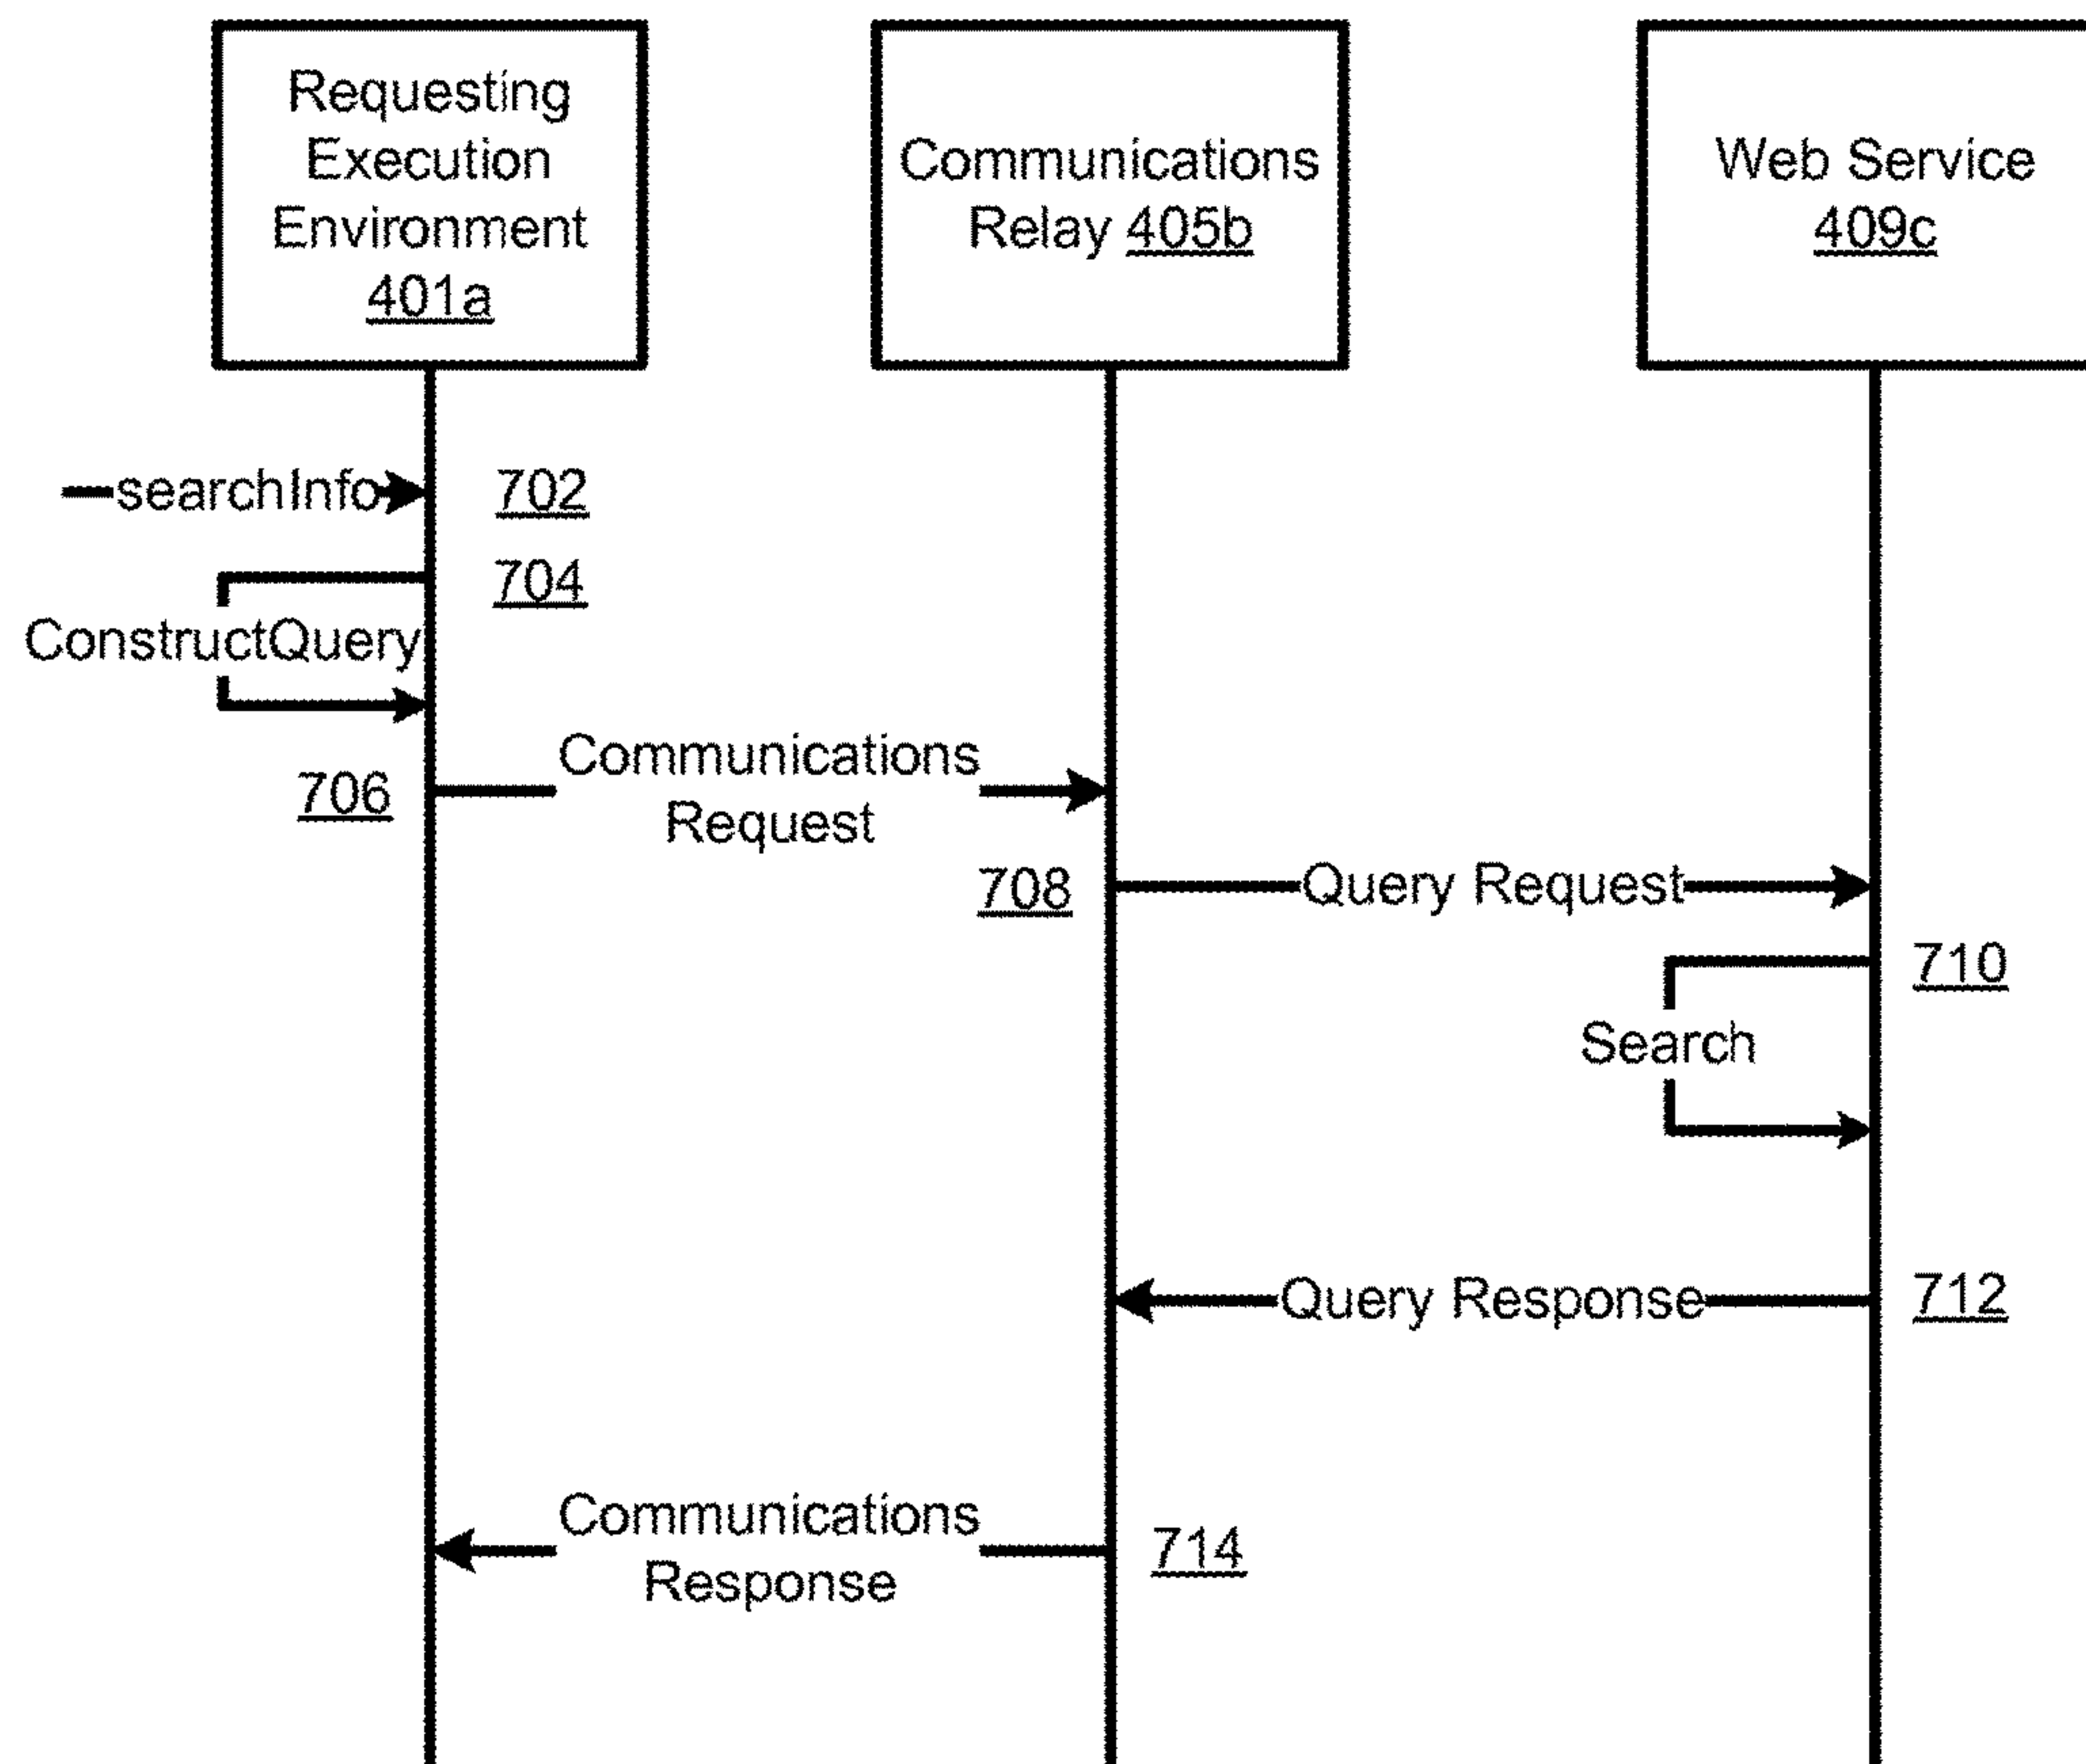 Requesting
Execution
Environment
401a
Communications
Relay 405b
Web Service
409c
searchInfo
702
704
ConstructQuery
706
Communications
Request
708
Query Request
710
Search
Query Response
712
Communications
Response
714